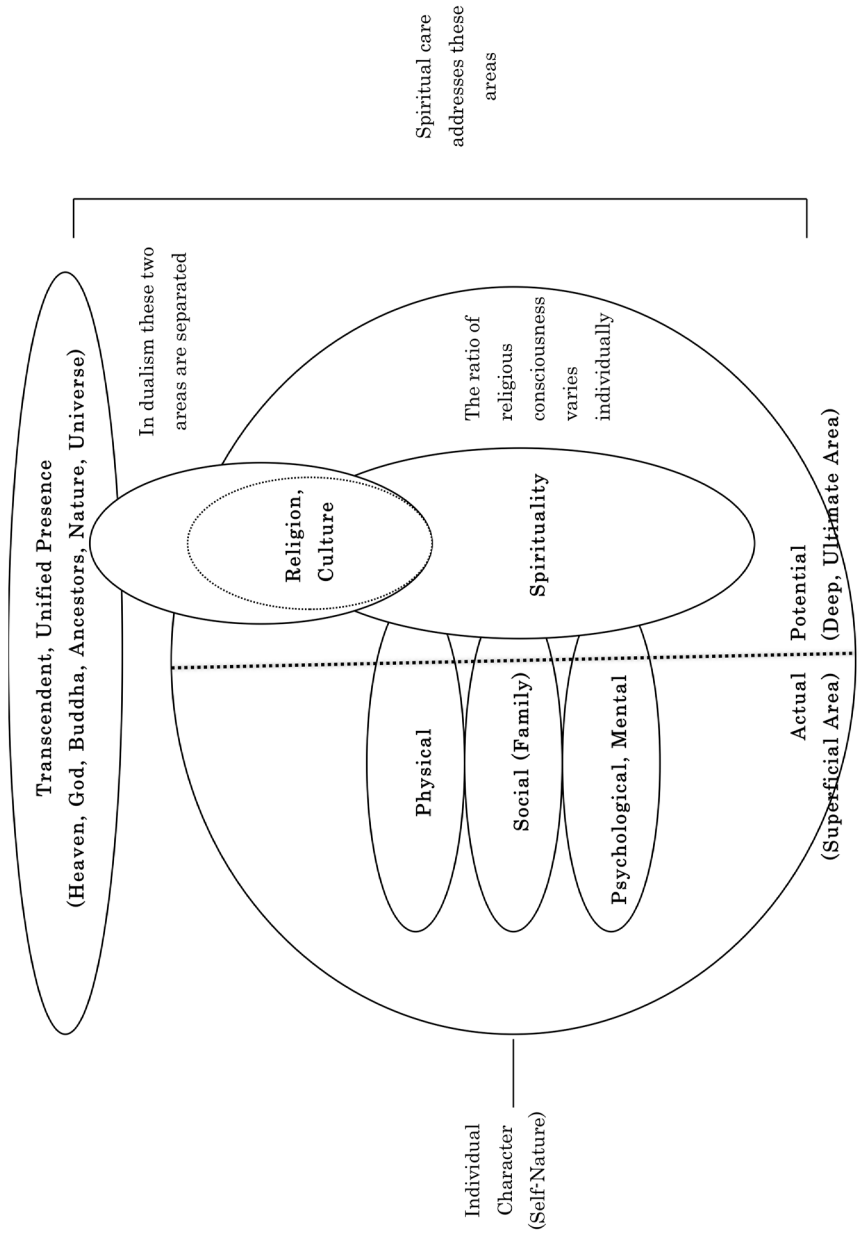 Transcendent, Unified Presence
(Heaven, God, Buddha, Ancestors, Nature, Universe)
In dualism these two
areas are separated
Spiritual care
addresses these
areas
Religion,
Culture
The ratio of
religious
consciousness
varies
individually
Spirituality
Physical
Social (Family)
Psychological, Mental
Individual
Character
(Self-Nature)
Actual
(Superficial Area)
Potential
(Deep, Ultimate Area)